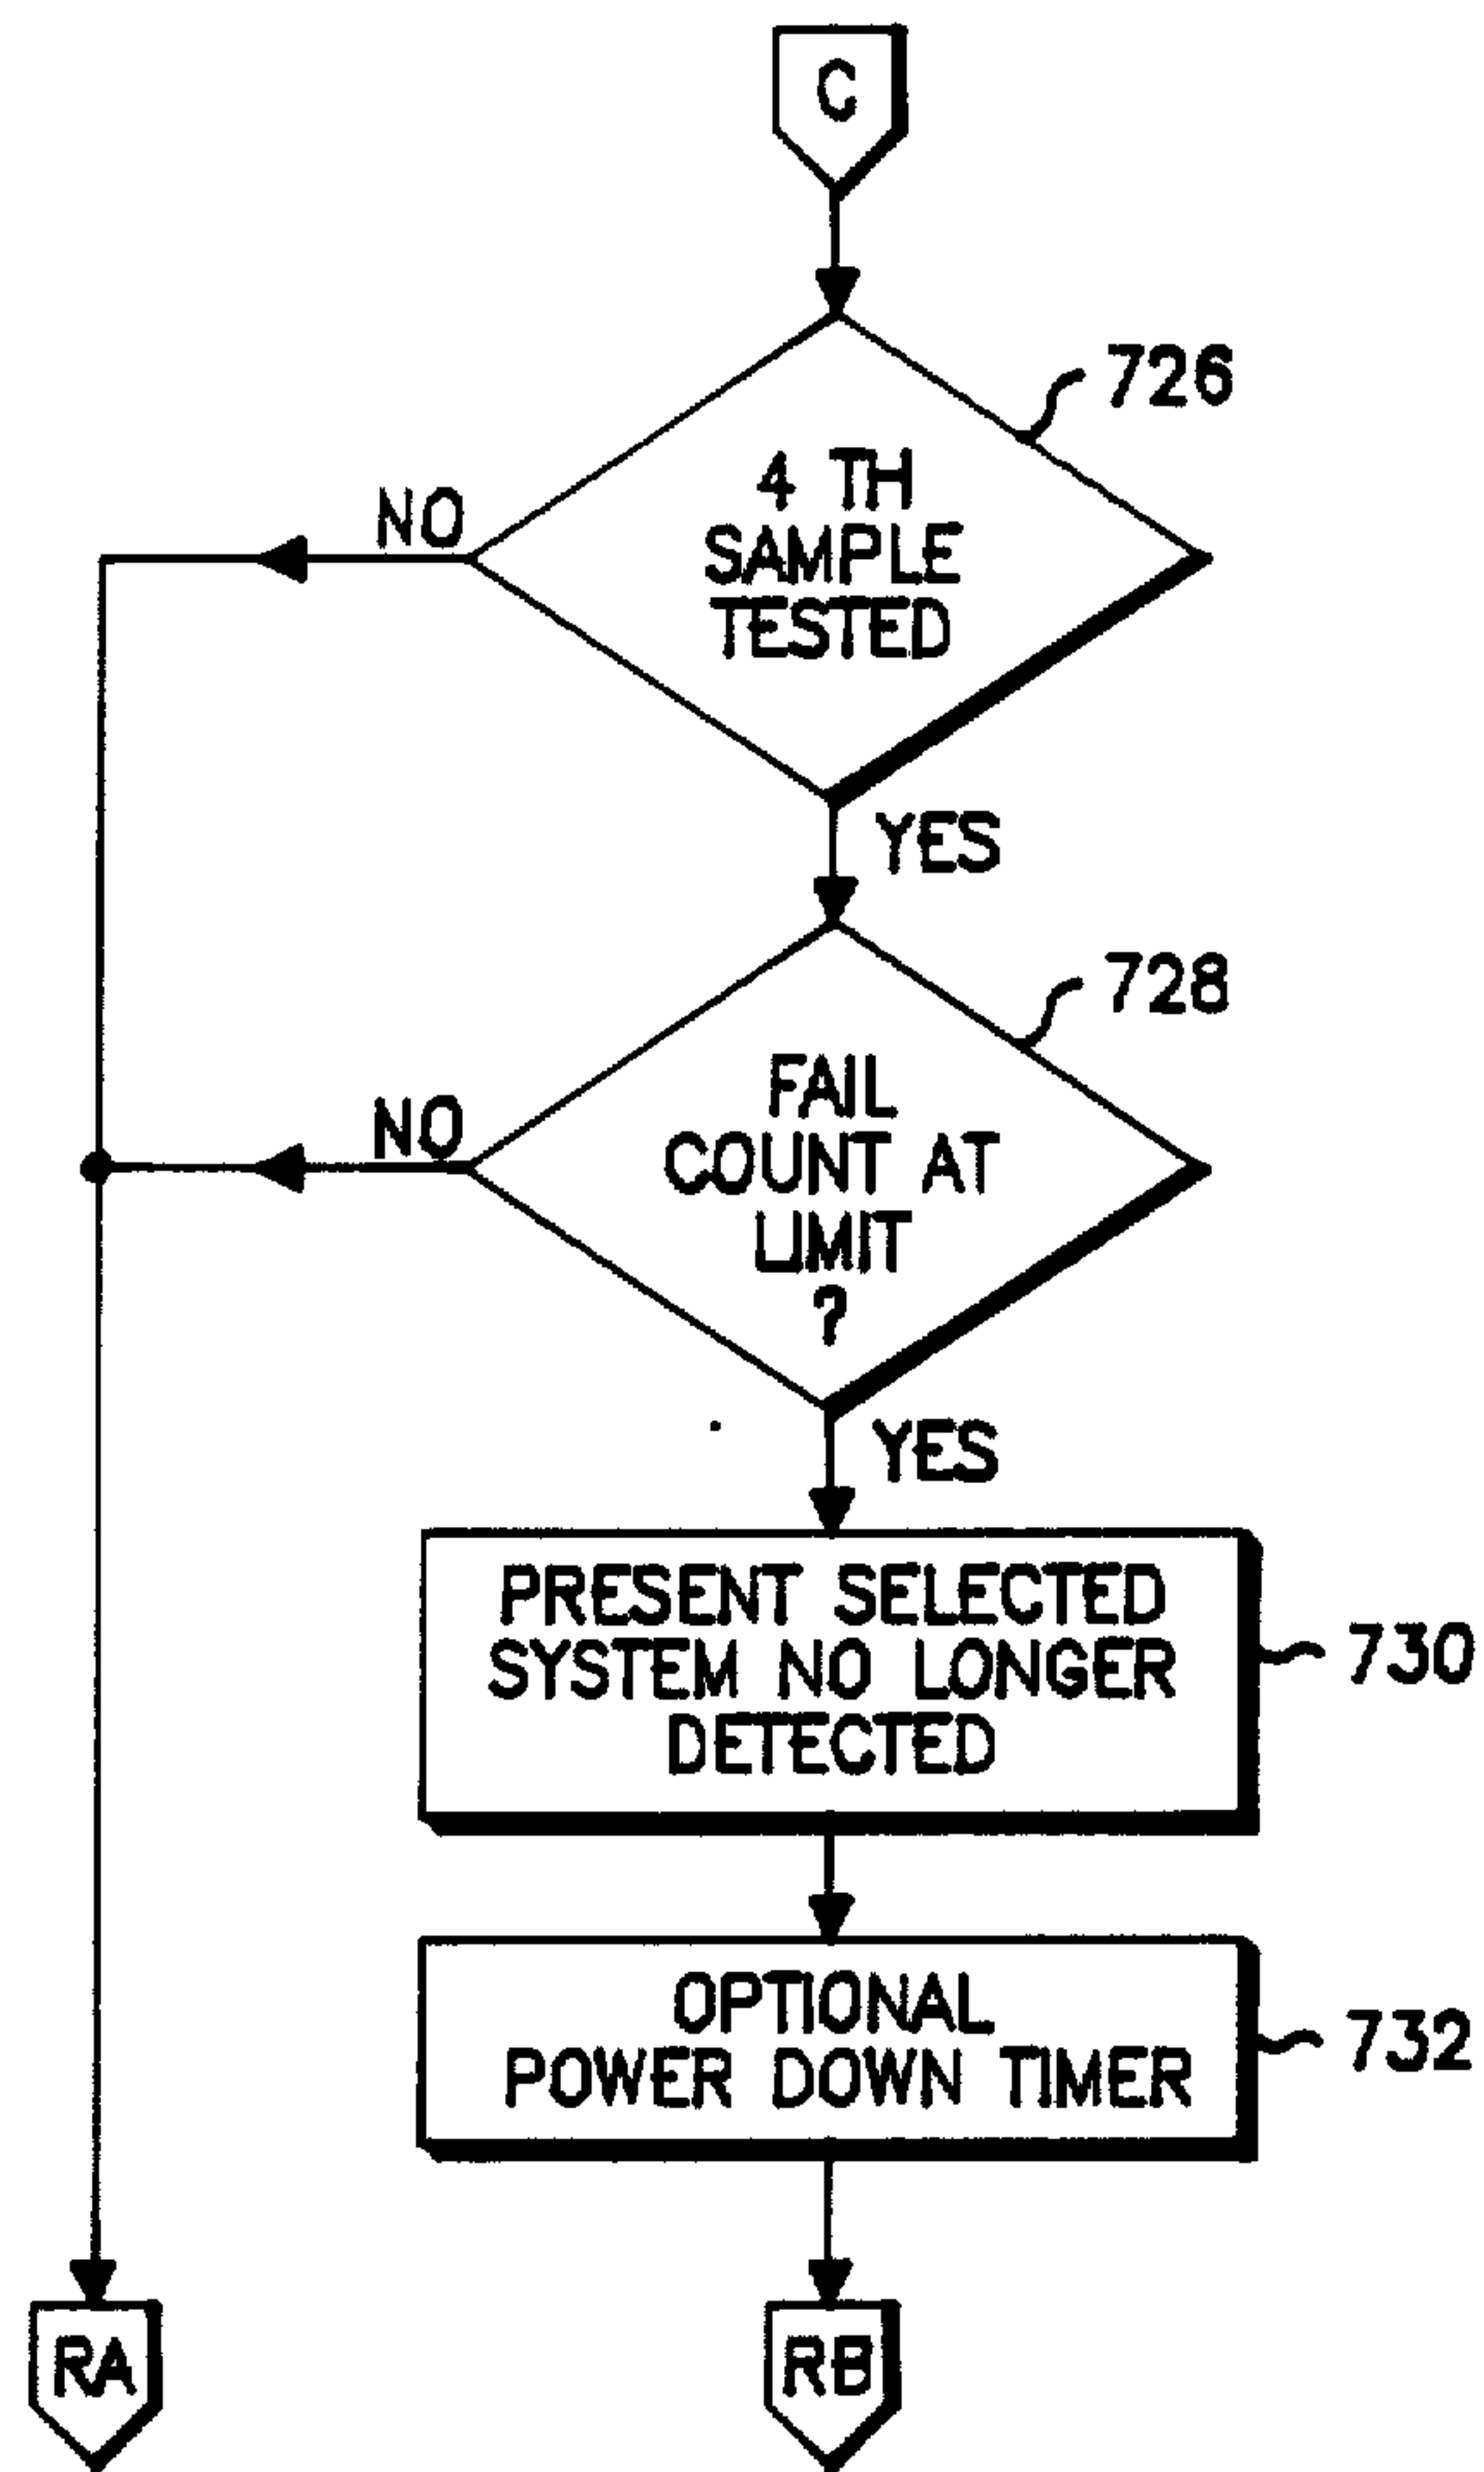 C
726
4 TH
SAMPLE
TESTED
NO
YES
728
FAIL
COUNT AT
LIMIT
?
NO
YES
PRESENT SELECTED
SYSTEM NO LONGER
DETECTED
730
OPTIONAL
POWER DOWN TIMER
732
RA
RB